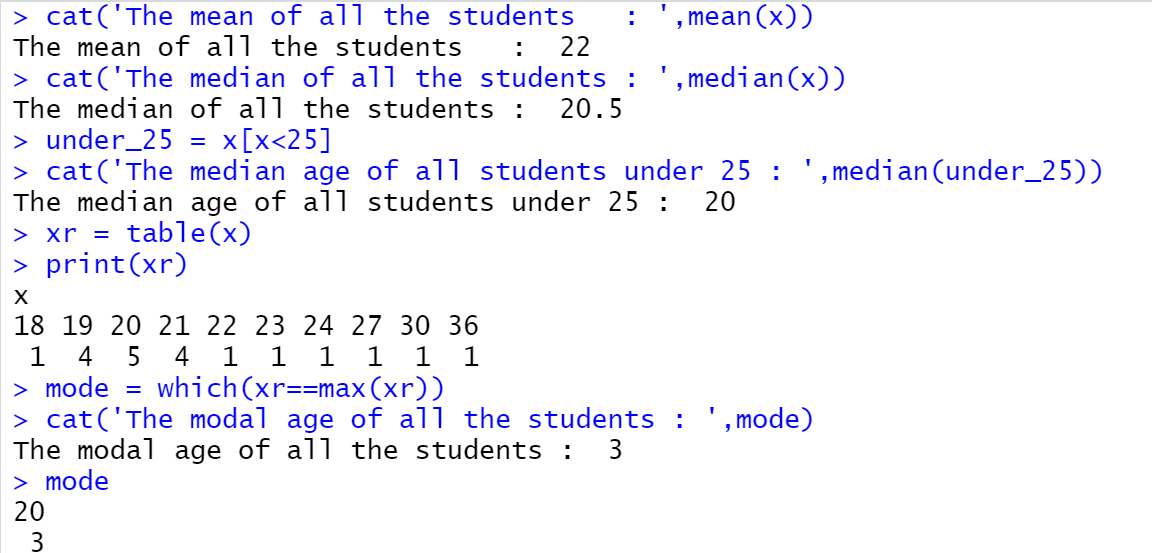 > cat('The mean of all the students   : ',mean(x))
The mean of all the students   :  22
> cat('The median of all the students : ',median(x))
The median of all the students :  20.5
> under_25 = x[x<25]
> cat('The median age of all students under 25 : ',median(under_25))
The median age of all students under 25 :  20
> xr = table(x)
> print(xr)
x
18 19 20 21 22 23 24 27 30 36
 1  4  5  4  1  1  1  1  1  1
> mode = which(xr==max(xr))
> cat('The modal age of all the students : ',mode)
The modal age of all the students :  3
> mode
20
 3